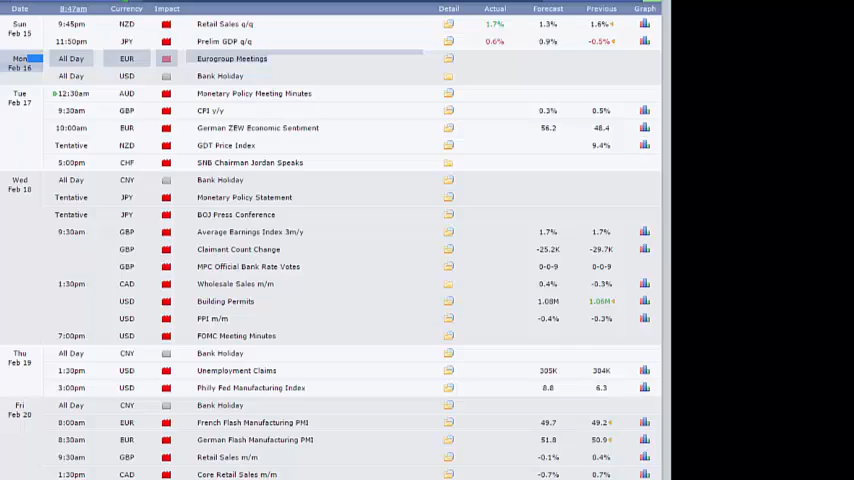 Date 8:47am Currency Impact Detail Actual Forecast Previous Graph
Sun Feb 15 9:45pm NZD Retail Sales q/q 1.7% 1.3% 1.6%
11:50pm JPY Prelim GDP q/q 0.6% 0.9% -0.5%
Mon Feb 16 All Day EUR Eurogroup Meetings
All Day USD Bank Holiday
Tue Feb 17 12:30am AUD Monetary Policy Meeting Minutes
9:30am GBP CPI y/y 0.3% 0.5%
10:00am EUR German ZEW Economic Sentiment 56.2 48.4
Tentative NZD GDT Price Index 9.4%
5:00pm CHF SNB Chairman Jordan Speaks
Wed Feb 18 All Day CNY Bank Holiday
Tentative JPY Monetary Policy Statement
Tentative JPY BOJ Press Conference
9:30am GBP Average Earnings Index 3m/y 1.7% 1.7%
GBP Claimant Count Change -25.2K -29.7K
GBP MPC Official Bank Rate Votes 0-0-9 0-0-9
1:30pm CAD Wholesale Sales m/m 0.4% -0.3%
USD Building Permits 1.08M 1.06M
USD PPI m/m -0.4% -0.3%
7:00pm USD FOMC Meeting Minutes
Thu Feb 19 All Day CNY Bank Holiday
1:30pm USD Unemployment Claims 305K 304K
3:00pm USD Philly Fed Manufacturing Index 8.8 6.3
Fri Feb 20 All Day CNY Bank Holiday
8:00am EUR French Flash Manufacturing PMI 49.7 49.2
8:30am EUR German Flash Manufacturing PMI 51.8 50.9
9:30am GBP Retail Sales m/m -0.1% 0.4%
1:30pm CAD Core Retail Sales m/m -0.7% 0.7%